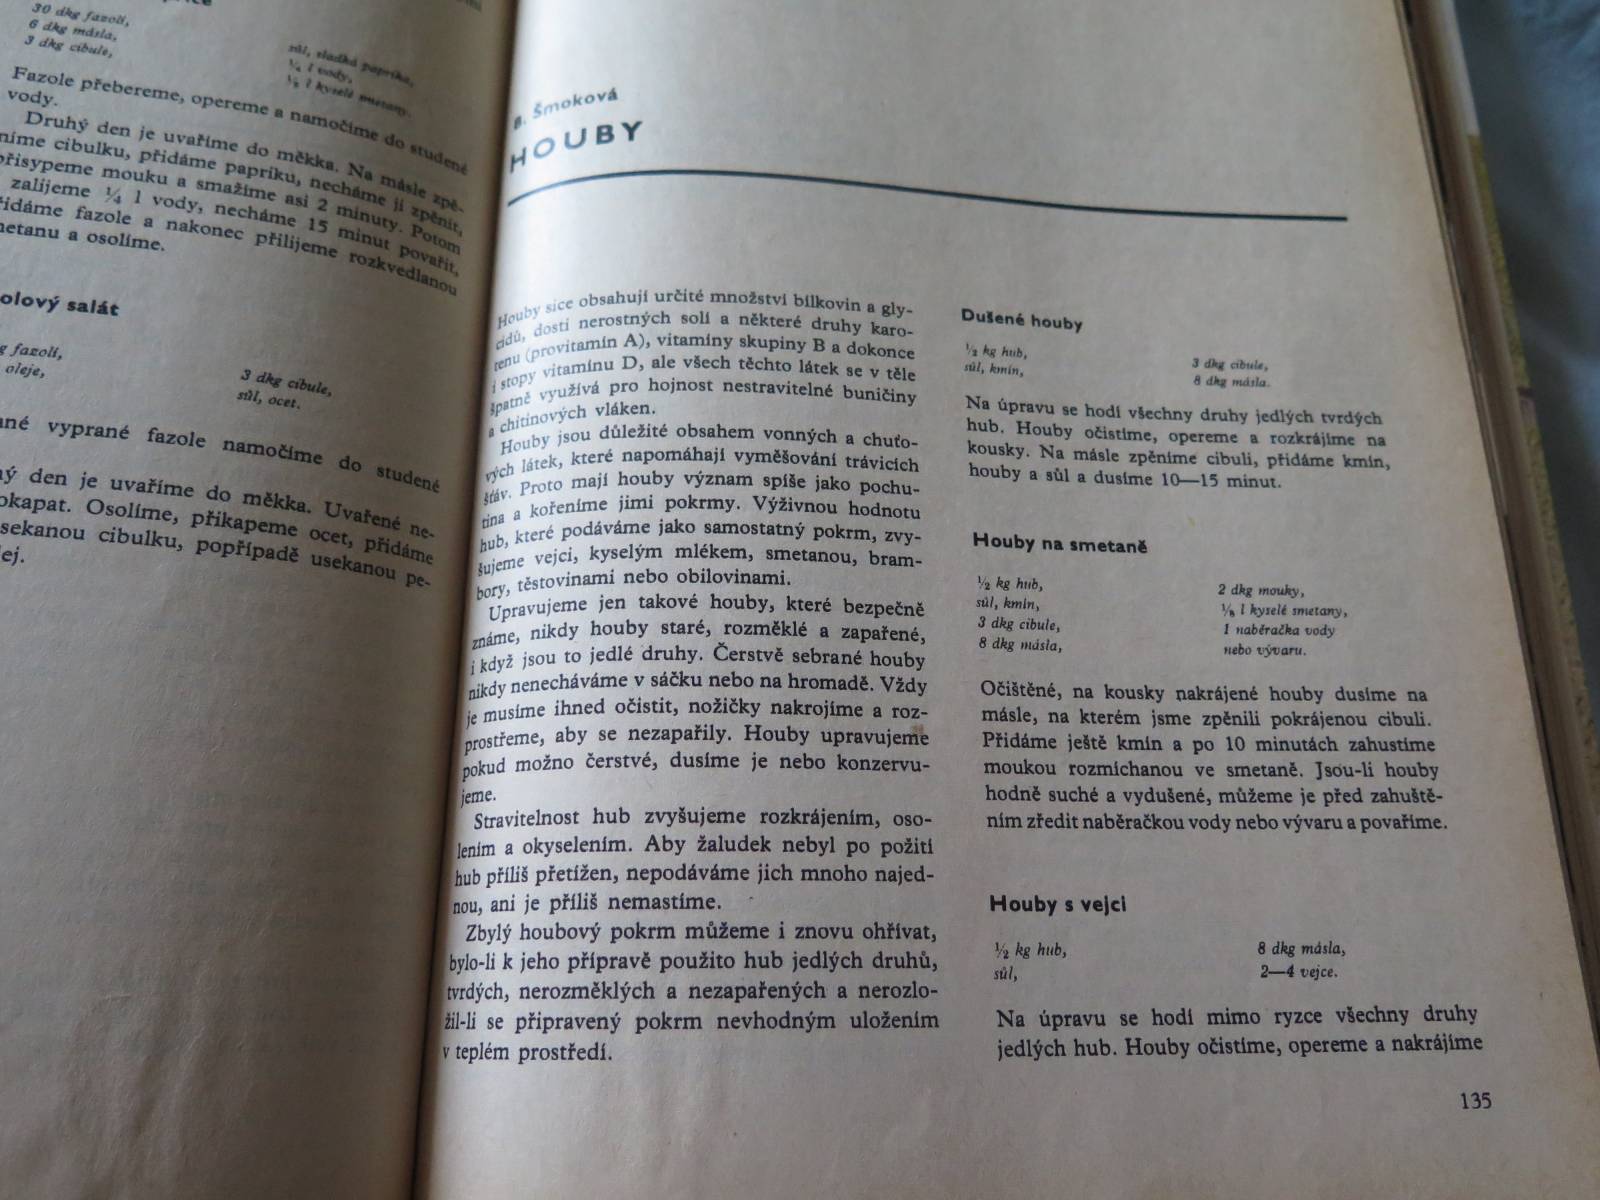 30 dkg fazolí,
6 dkg másla,
3 dkg cibule,
sůl, sladká paprika,
¼ l vody,
⅛ l kyselé smetany.
Fazole přebereme, opereme a namočíme do studené
vody.
Druhý den je uvaříme do měkka. Na másle zpě-
níme cibulku, přidáme papriku, necháme ji zpěnit,
přisypeme mouku a smažíme asi 2 minuty. Potom
zalijeme ¼ l vody, necháme 15 minut povařit,
přidáme fazole a nakonec přilijeme rozkvedlanou
smetanu a osolíme.
olový salát
fazolí,
oleje,
3 dkg cibule,
sůl, ocet.
vyprané fazole namočíme do studené
den je uvaříme do měkka. Uvařené ne-
okapat. Osolíme, přikapeme ocet, přidáme
usekanou cibulku, popřípadě usekanou pe-
B. Šmoková
HOUBY
Houby sice obsahují určité množství bílkovin a gly-
cidů, dosti nerostných solí a některé druhy karo-
tenu (provitamín A), vitamíny skupiny B a dokonce
i stopy vitamínu D, ale všech těchto látek se v těle
špatně využívá pro hojnost nestravitelné buničiny
a chitinových vláken.
Houby jsou důležité obsahem vonných a chuťo-
vých látek, které napomáhají vyměšování trávicích
šťáv. Proto mají houby význam spíše jako pochu-
tina a kořeníme jimi pokrmy. Výživnou hodnotu
hub, které podáváme jako samostatný pokrm, zvy-
šujeme vejci, kyselým mlékem, smetanou, bram-
bory, těstovinami nebo obilovinami.
Upravujeme jen takové houby, které bezpečně
známe, nikdy houby staré, rozměklé a zapařené,
i když jsou to jedlé druhy. Čerstvě sebrané houby
nikdy nenecháváme v sáčku nebo na hromadě. Vždy
je musíme ihned očistit, nožičky nakrojíme a roz-
prostřeme, aby se nezapařily. Houby upravujeme
pokud možno čerstvé, dusíme je nebo konzervu-
jeme.
Stravitelnost hub zvyšujeme rozkrájením, oso-
lením a okyselením. Aby žaludek nebyl po požití
hub příliš přetížen, nepodáváme jich mnoho najed-
nou, ani je příliš nemastíme.
Zbylý houbový pokrm můžeme i znovu ohřívat,
bylo-li k jeho přípravě použito hub jedlých druhů,
tvrdých, nerozměklých a nezapařených a nerozlo-
žil-li se připravený pokrm nevhodným uložením
v teplém prostředí.
Dušené houby
½ kg hub,
sůl, kmín,
3 dkg cibule,
8 dkg másla.
Na úpravu se hodí všechny druhy jedlých tvrdých
hub. Houby očistíme, opereme a rozkrájíme na
kousky. Na másle zpěníme cibuli, přidáme kmín,
houby a sůl a dusíme 10—15 minut.
Houby na smetaně
½ kg hub,
sůl, kmín,
3 dkg cibule,
8 dkg másla,
2 dkg mouky,
⅛ l kyselé smetany,
1 naběračka vody
nebo vývaru.
Očištěné, na kousky nakrájené houby dusíme na
másle, na kterém jsme zpěnili pokrájenou cibuli.
Přidáme ještě kmín a po 10 minutách zahustíme
moukou rozmíchanou ve smetaně. Jsou-li houby
hodně suché a vydušené, můžeme je před zahuště-
ním zředit naběračkou vody nebo vývaru a povaříme.
Houby s vejci
½ kg hub,
sůl,
8 dkg másla,
2—4 vejce.
Na úpravu se hodí mimo ryzce všechny druhy
jedlých hub. Houby očistíme, opereme a nakrájíme
135